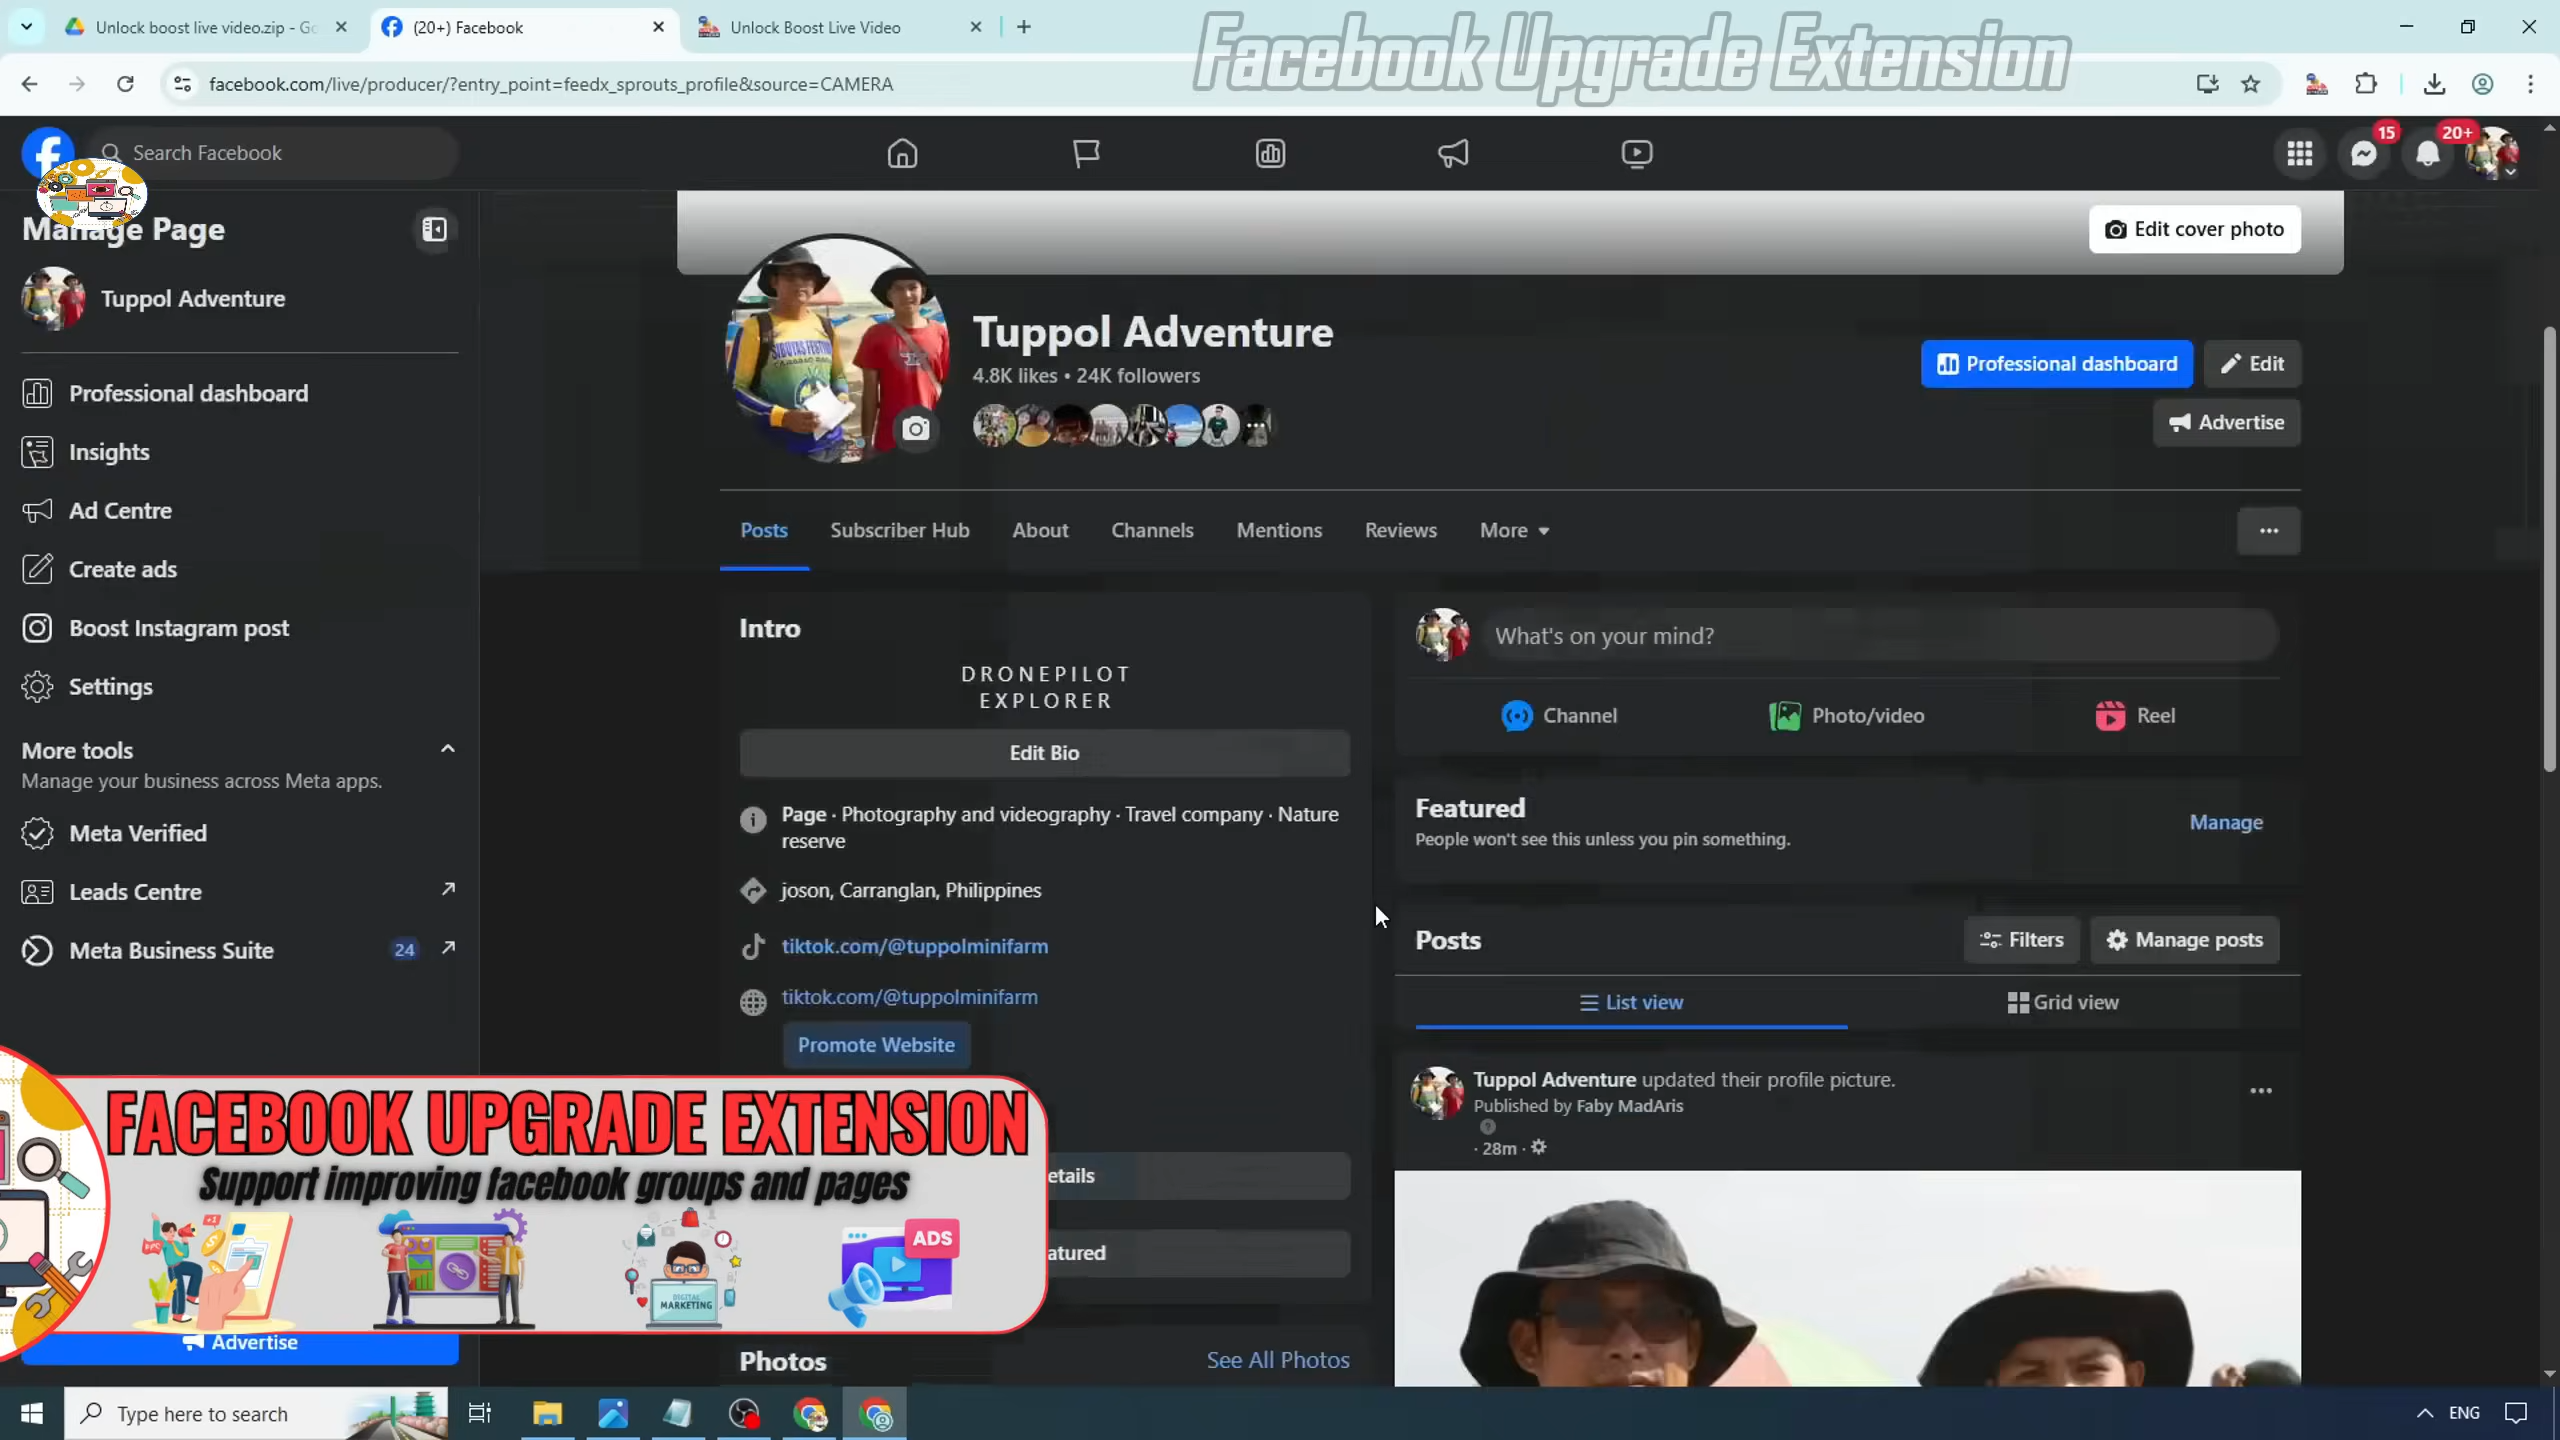 Unlock boost live video.zip - Go
(20+) Facebook
Unlock Boost Live Video
Facebook Upgrade Extension
facebook.com/live/producer/?entry_point=feedx_sprouts_profile&source=CAMERA
Search Facebook
15
20+
Manage Page
Tuppol Adventure
Professional dashboard
Insights
Ad Centre
Create ads
Boost Instagram post
Settings
More tools
Manage your business across Meta apps.
Meta Verified
Leads Centre
Meta Business Suite
24
Advertise
Edit cover photo
SIBUYAS FESTIVAL
Tuppol Adventure
4.8K likes • 24K followers
Professional dashboard
Edit
Advertise
Posts
Subscriber Hub
About
Channels
Mentions
Reviews
More
Intro
DRONEPILOT
EXPLORER
Edit Bio
Page · Photography and videography · Travel company · Nature
reserve
joson, Carranglan, Philippines
tiktok.com/@tuppolminifarm
tiktok.com/@tuppolminifarm
Promote Website
etails
atured
Photos
See All Photos
What's on your mind?
Channel
Photo/video
Reel
Featured
People won't see this unless you pin something.
Manage
Posts
Filters
Manage posts
List view
Grid view
Tuppol Adventure updated their profile picture.
Published by Faby MadAris
· 28m ·
FACEBOOK UPGRADE EXTENSION
Support improving facebook groups and pages
+1
DIGITAL
MARKETING
ADS
Type here to search
ENG